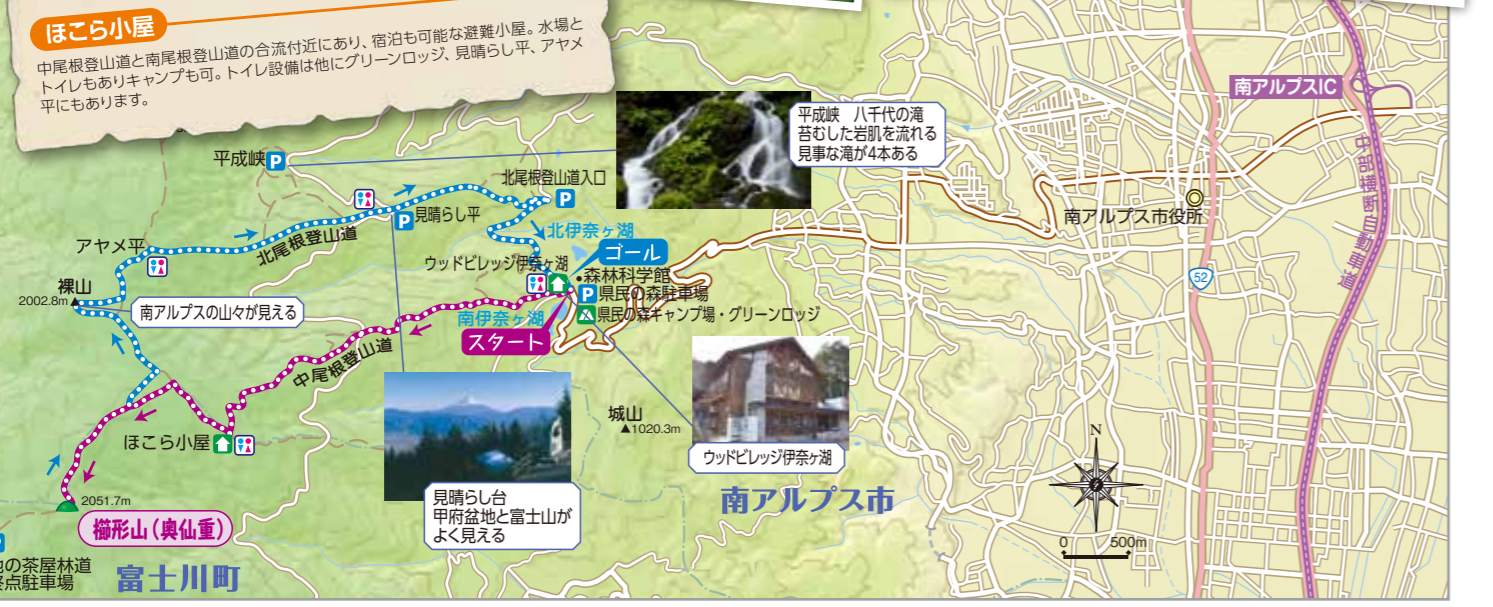 ほこら小屋
中尾根登山道と南尾根登山道の合流付近にあり、宿泊も可能な避難小屋。水場と
トイレもありキャンプも可。トイレ設備は他にグリーンロッジ、見晴らし平、アヤメ
平にもあります。
南アルプスIC
平成峡 八千代の滝
苔むした岩肌を流れる
見事な滝が4本ある
中部横断自動車道
平成峡
P
北尾根登山道入口
P
見晴らし平
P
南アルプス市役所
アヤメ平
北尾根登山道
北伊奈ヶ湖
ゴール
ウッドビレッジ伊奈ヶ湖
森林科学館
P 県民の森駐車場
県民の森キャンプ場・グリーンロッジ
52
裸山
2002.8m
南アルプスの山々が見える
南伊奈ヶ湖
スタート
中尾根登山道
城山
1020.3m
ほこら小屋
ウッドビレッジ伊奈ヶ湖
N
見晴らし台
甲府盆地と富士山が
よく見える
南アルプス市
2051.7m
櫛形山(奥仙重)
0 500m
の茶屋林道
終点駐車場
富士川町